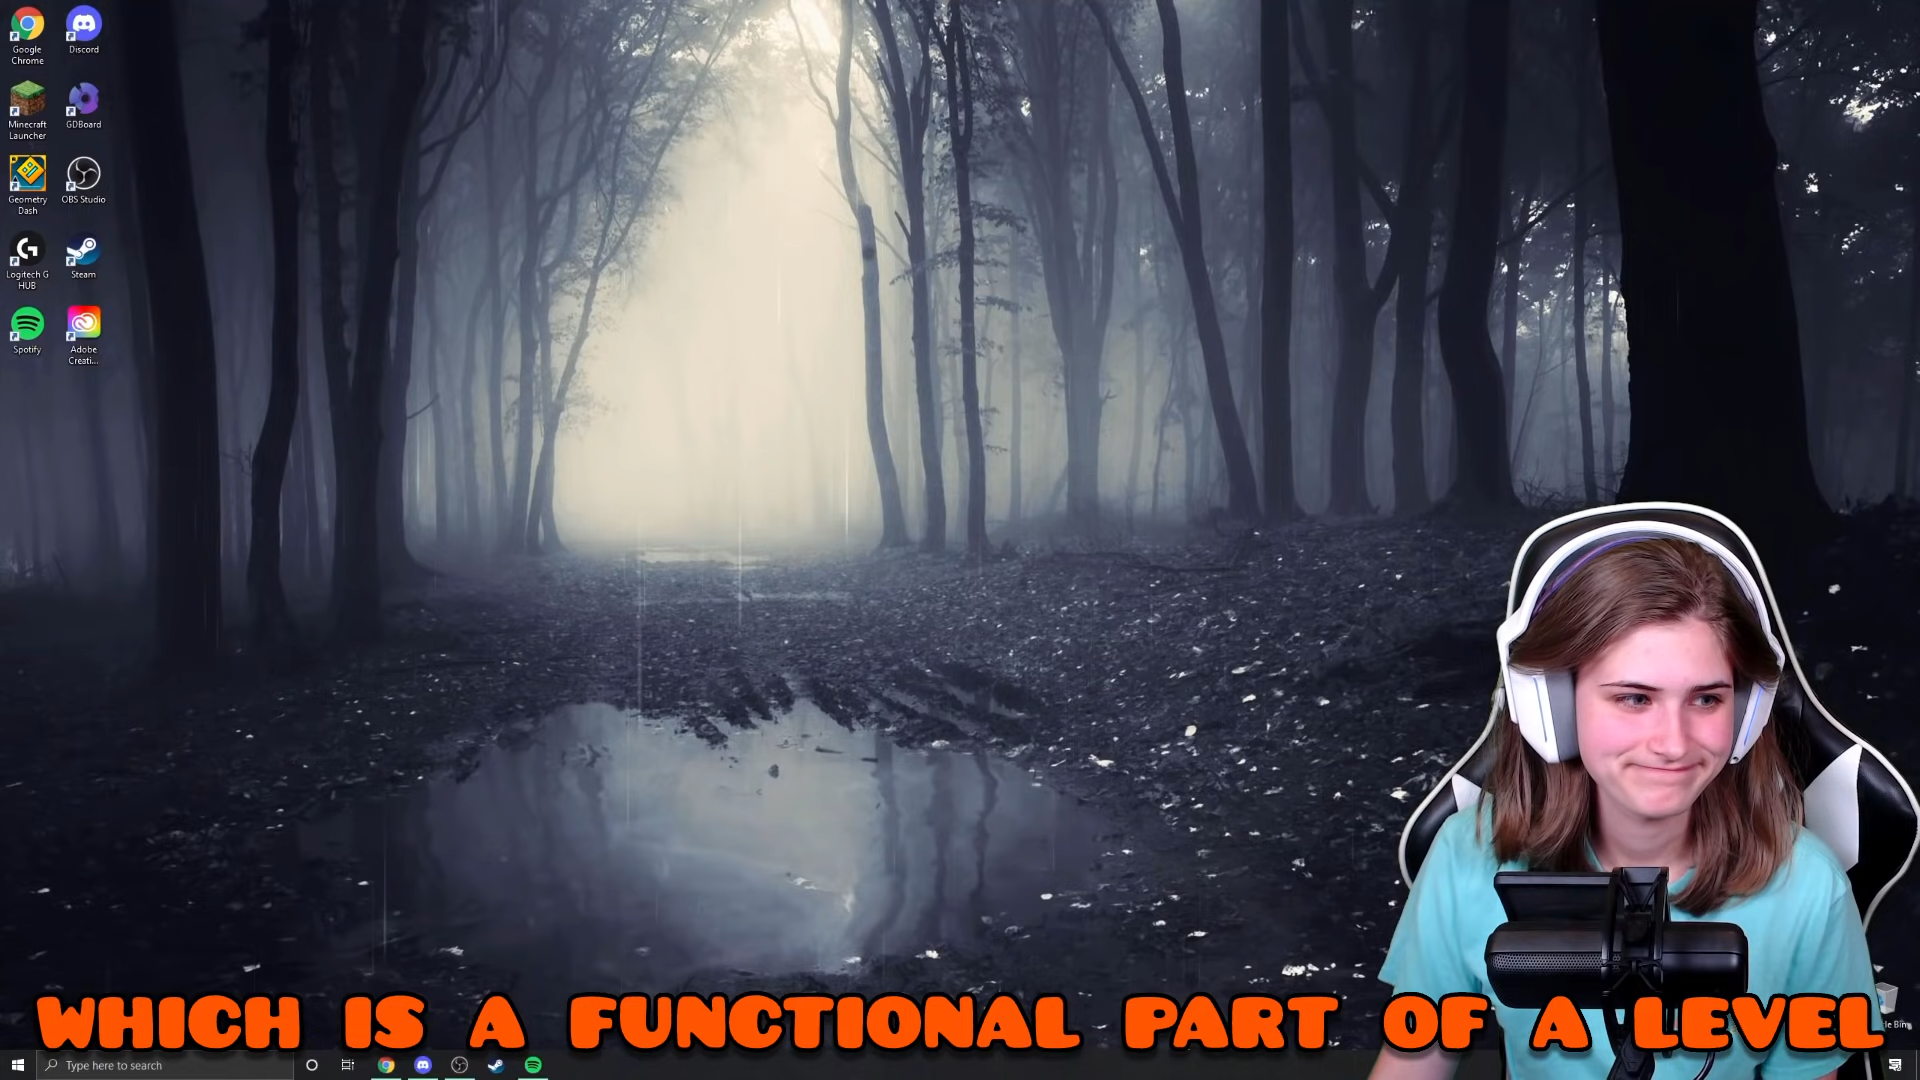 Google
Chrome
Discord
Minecraft
Launcher
GDBoard
Geometry
Dash
OBS Studio
Logitech G
HUB
Steam
Spotify
Adobe
Creati...
WHICH IS A FUNCTIONAL PART OF A LEVEL
Type here to search